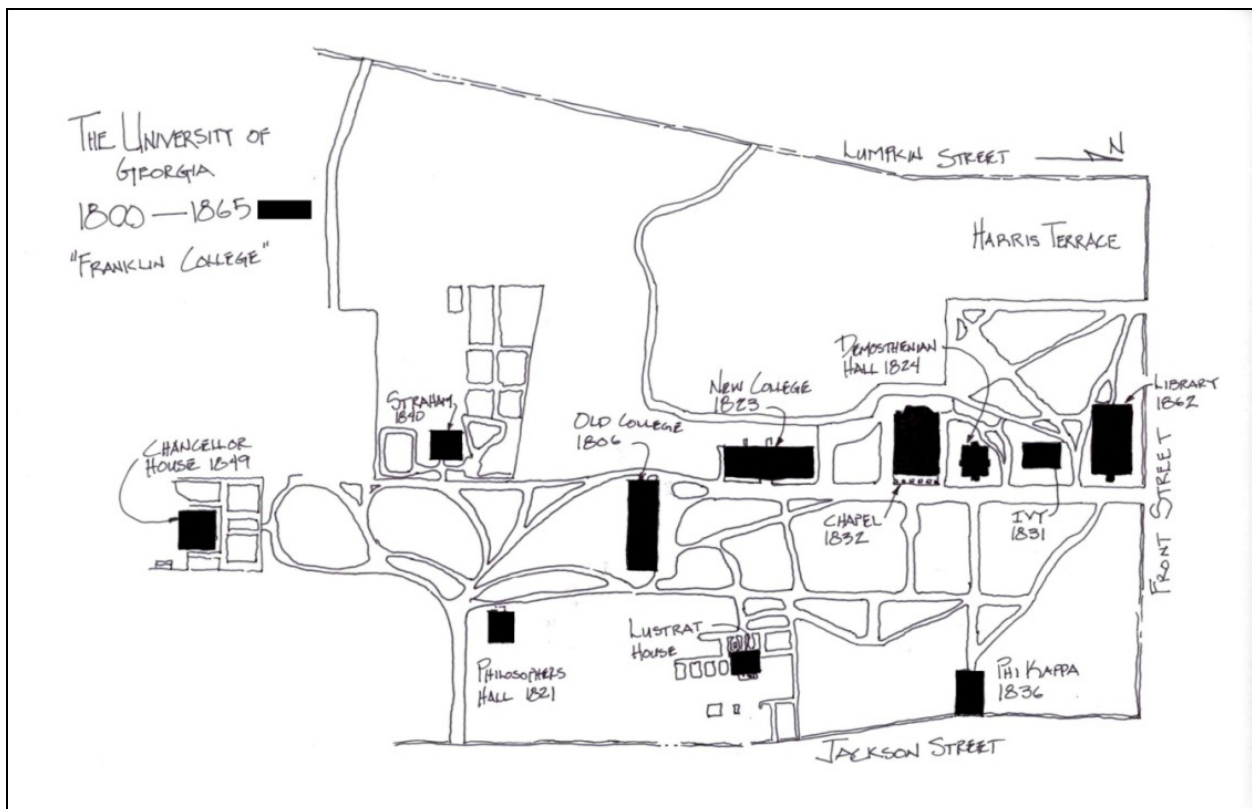 THE UNIVERSITY OF
GEORGIA
1800 — 1865
"FRANKLIN COLLEGE"
LUMPKIN STREET
N
HARRIS TERRACE
DEMOSTHENIAN
HALL 1824
NEW COLLEGE
1823
LIBRARY
1862
STRAHAM
1840
OLD COLLEGE
1806
CHANCELLOR
HOUSE 1849
CHAPEL
1832
IVY
1831
FRONT STREET
LUSTRAT
HOUSE
PHILOSOPHERS
HALL 1821
PHI KAPPA
1836
JACKSON STREET